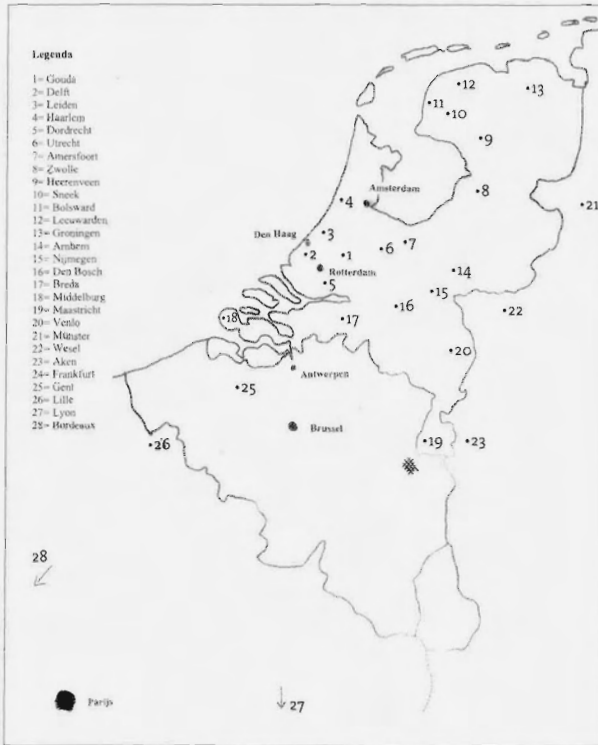 Legenda
1= Gouda
2= Delft
3= Leiden
4= Haarlem
5= Dordrecht
6= Utrecht
7= Amersfoort
8= Zwolle
9= Heerenveen
10= Sneek
11= Bolsward
12= Leeuwarden
13= Groningen
14= Arnhem
15= Nijmegen
16= Den Bosch
17= Breda
18= Middelburg
19= Maastricht
20= Venlo
21= Münster
22= Wesel
23= Aken
24= Frankfurt
25= Gent
26= Lille
27= Lyon
28= Bordeaux
12
13
11
10
9
8
21
4
Amsterdam
3
Den Haag
2
1
6
7
Rotterdam
5
14
15
16
22
18
17
20
Antwerpen
25
Brussel
26
19
23
28
Parijs
27